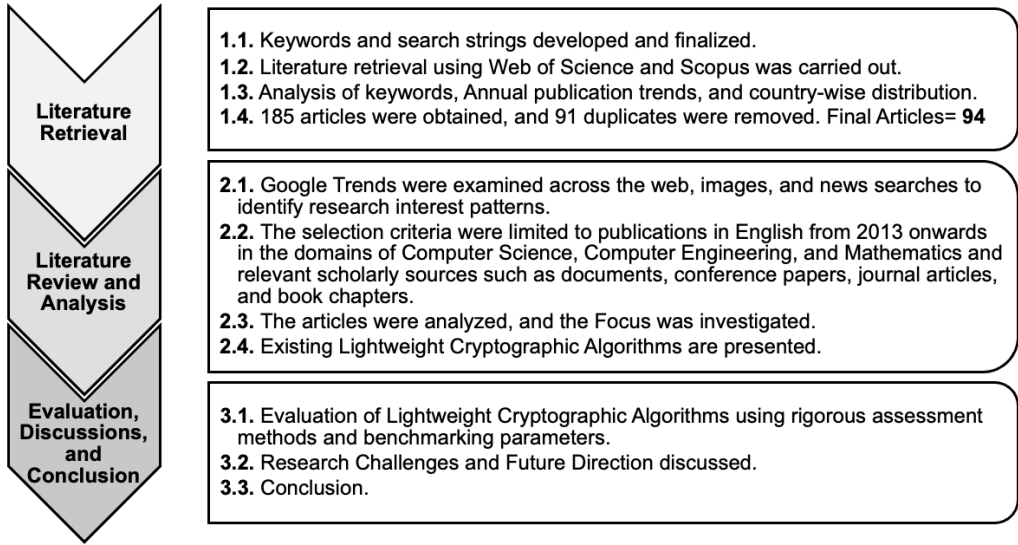 Literature
Retrieval
1.1. Keywords and search strings developed and finalized.
1.2. Literature retrieval using Web of Science and Scopus was carried out.
1.3. Analysis of keywords, Annual publication trends, and country-wise distribution.
1.4. 185 articles were obtained, and 91 duplicates were removed. Final Articles= 94
Literature
Review and
Analysis
2.1. Google Trends were examined across the web, images, and news searches to
identify research interest patterns.
2.2. The selection criteria were limited to publications in English from 2013 onwards
in the domains of Computer Science, Computer Engineering, and Mathematics and
relevant scholarly sources such as documents, conference papers, journal articles,
and book chapters.
2.3. The articles were analyzed, and the Focus was investigated.
2.4. Existing Lightweight Cryptographic Algorithms are presented.
Evaluation,
Discussions,
and
Conclusion
3.1. Evaluation of Lightweight Cryptographic Algorithms using rigorous assessment
methods and benchmarking parameters.
3.2. Research Challenges and Future Direction discussed.
3.3. Conclusion.